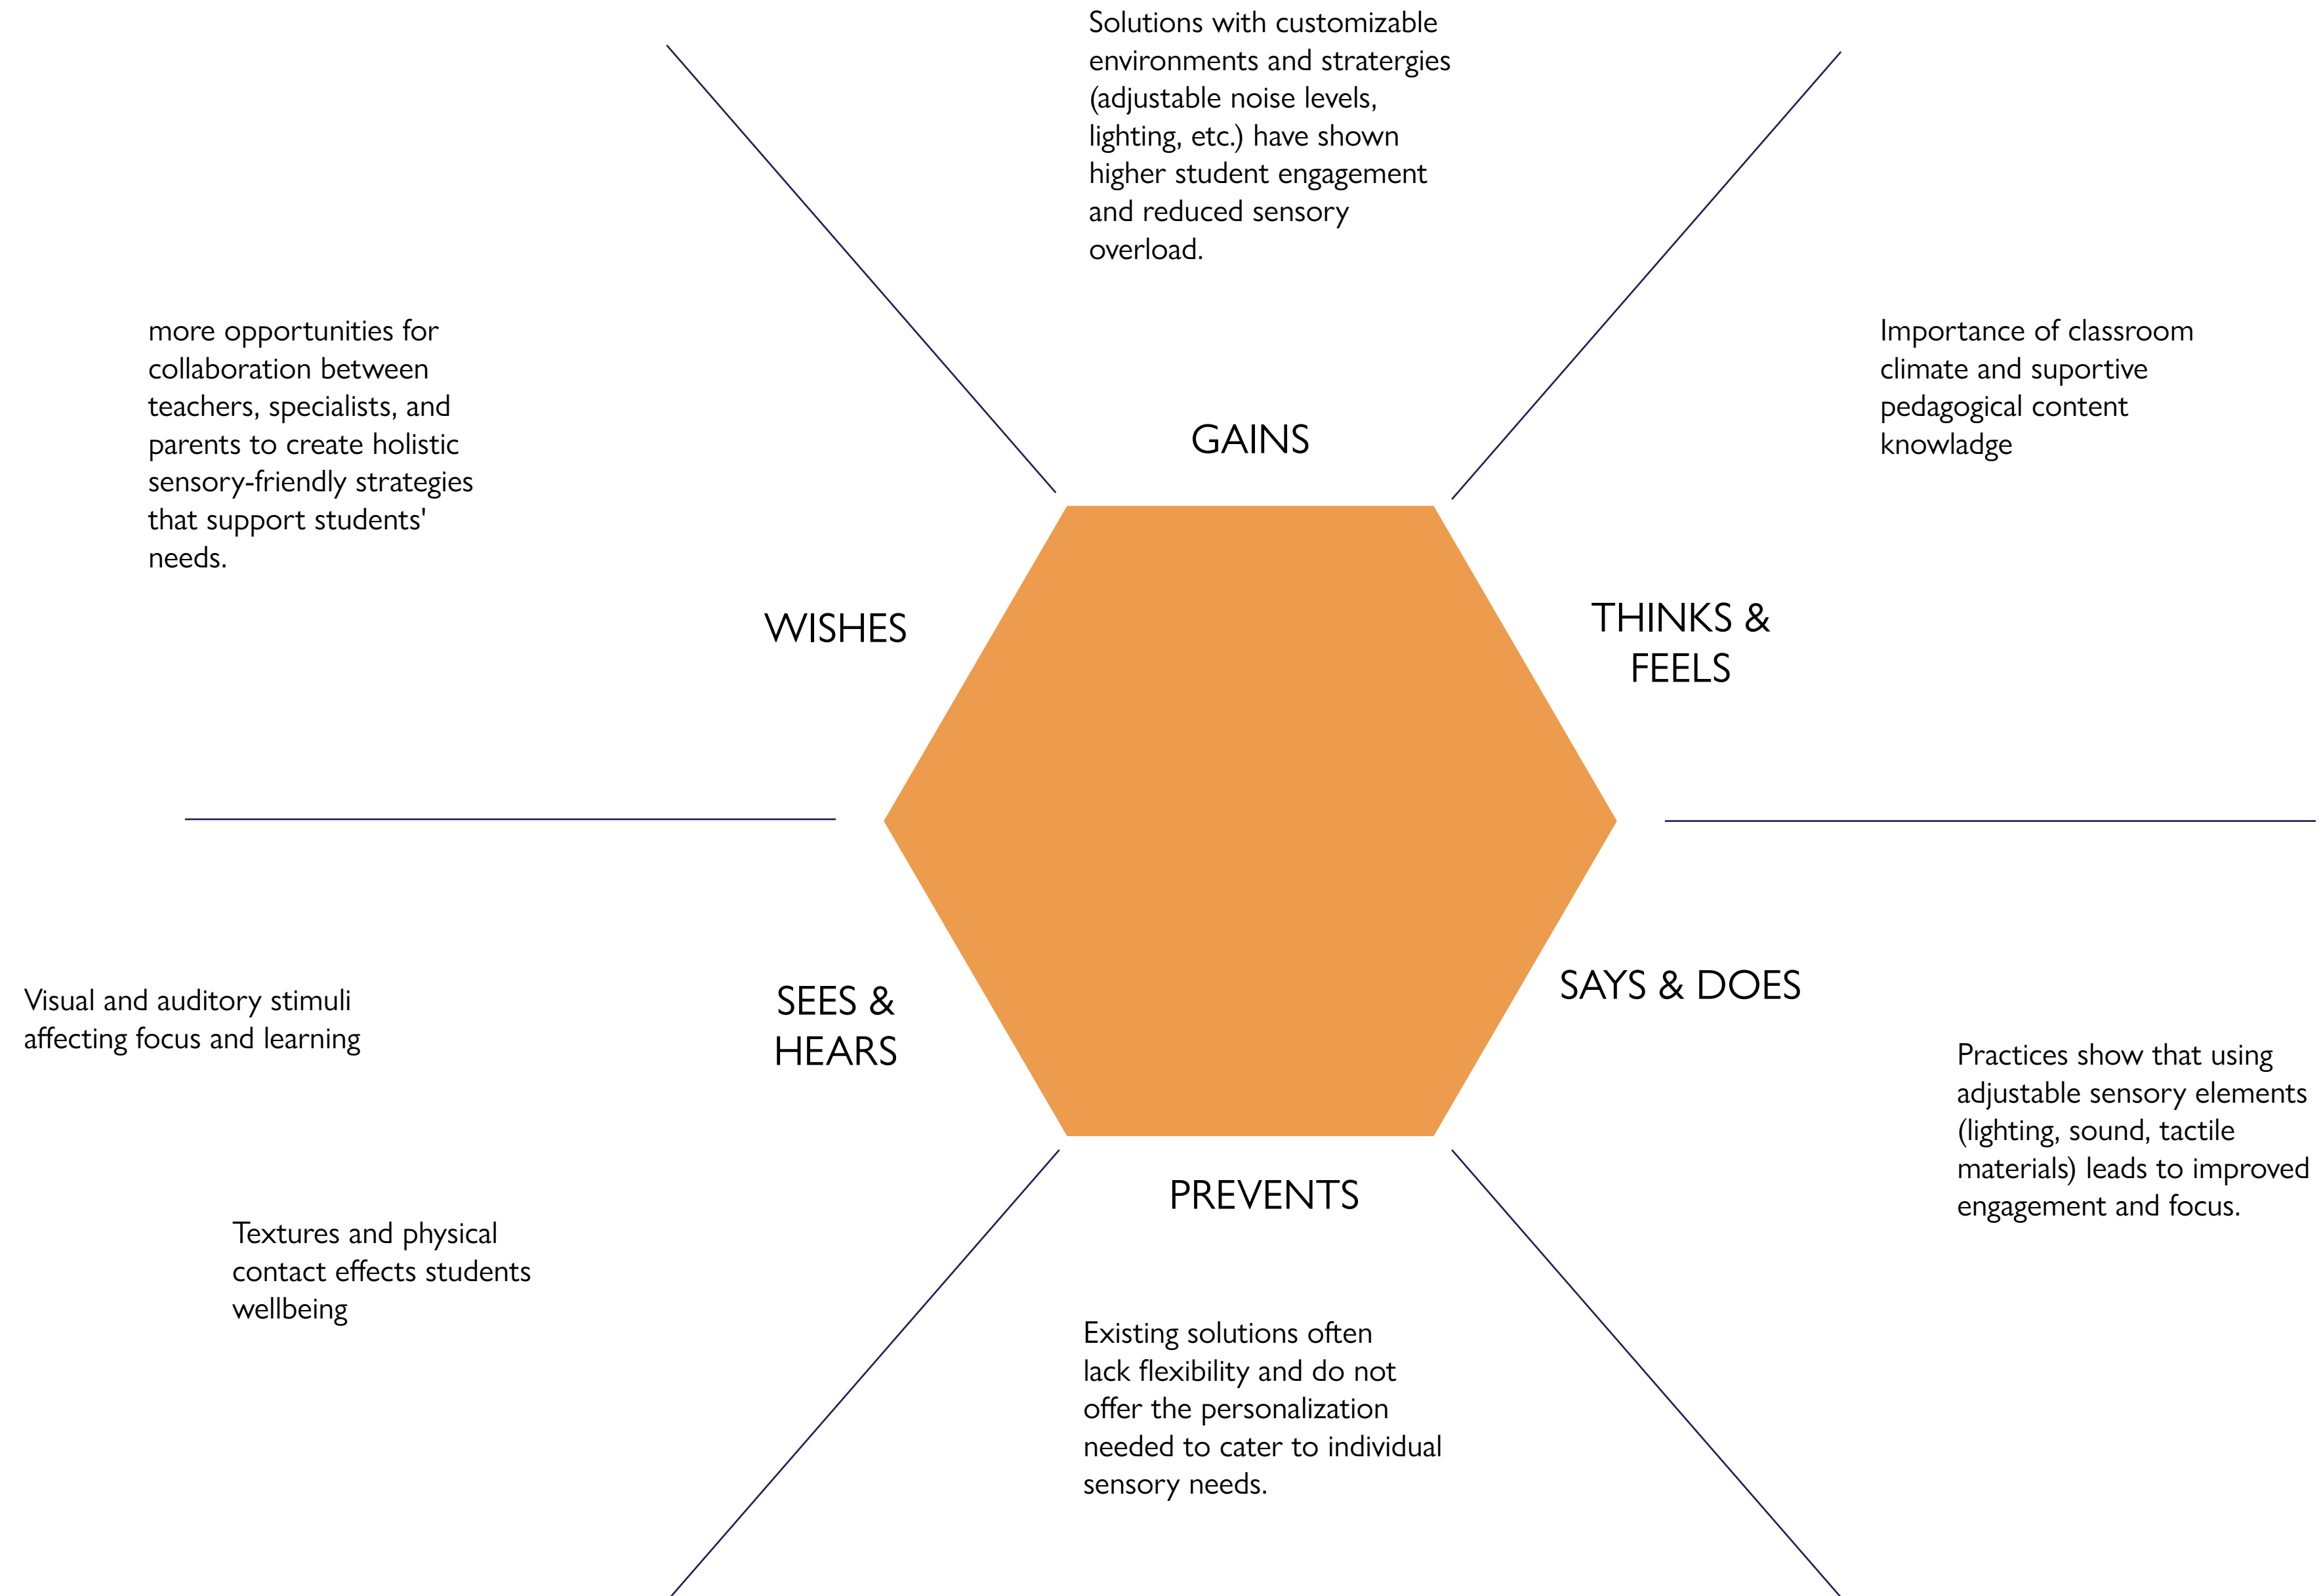 Solutions with customizable
environments and stratergies
(adjustable noise levels,
lighting, etc.) have shown
higher student engagement
and reduced sensory
overload.
GAINS
more opportunities for
collaboration between
teachers, specialists, and
parents to create holistic
sensory-friendly strategies
that support students'
needs.
WISHES
Importance of classroom
climate and suportive
pedagogical content
knowladge
THINKS &
FEELS
Visual and auditory stimuli
affecting focus and learning
SEES &
HEARS
Textures and physical
contact effects students
wellbeing
SAYS & DOES
Practices show that using
adjustable sensory elements
(lighting, sound, tactile
materials) leads to improved
engagement and focus.
PREVENTS
Existing solutions often
lack flexibility and do not
offer the personalization
needed to cater to individual
sensory needs.